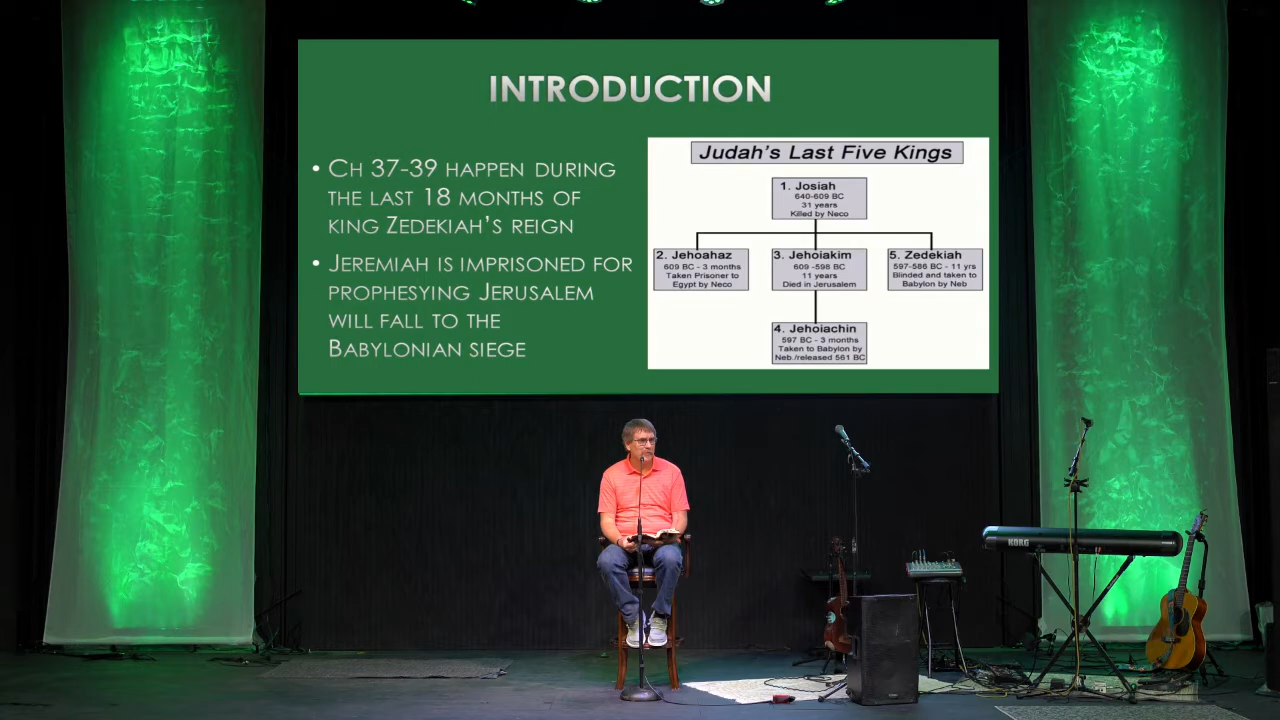 INTRODUCTION
• CH 37-39 HAPPEN DURING
THE LAST 18 MONTHS OF
KING ZEDEKIAH'S REIGN
• JEREMIAH IS IMPRISONED FOR
PROPHESYING JERUSALEM
WILL FALL TO THE
BABYLONIAN SIEGE
Judah's Last Five Kings
1. Josiah
640-609 BC
31 years
Killed by Neco
2. Jehoahaz
609 BC - 3 months
Taken Prisoner to
Egypt by Neco
3. Jehoiakim
609 -598 BC
11 years
Died in Jerusalem
5. Zedekiah
597-586 BC - 11 yrs
Blinded and taken to
Babylon by Neb
4. Jehoiachin
597 BC - 3 months
Taken to Babylon by
Neb./released 561 BC
KORG